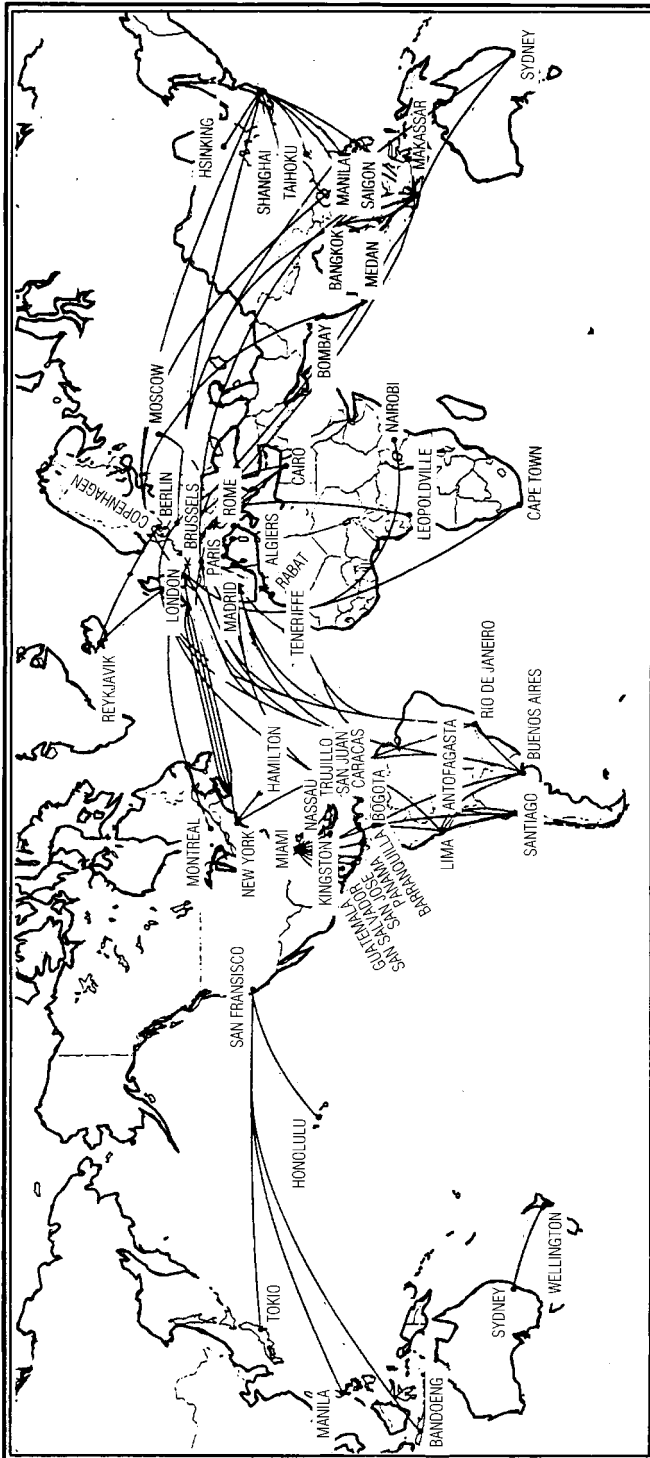 TOKIO
MANILA
BANDOENG
SYDNEY
WELLINGTON
HONOLULU
SAN FRANSISCO
MONTREAL
NEW YORK
HAMILTON
MIAMI
NASSAU
KINGSTON
TRUJILLO
SAN JUAN
CARACAS
GUATEMALA
SAN SALVADOR
SAN JOSE
PANAMA
BARRANQUILLA
BOGOTA
LIMA
ANTOFAGASTA
RIO DE JANEIRO
SANTIAGO
BUENOS AIRES
REYKJAVIK
COPENHAGEN
LONDON
BERLIN
BRUSSELS
PARIS
MADRID
ROME
MOSCOW
ALGIERS
RABAT
TENERIFFE
CAIRO
LEOPOLDVILLE
NAIROBI
CAPE TOWN
BOMBAY
HSINKING
SHANGHAI
TAIHOKU
MANILA
SAIGON
BANGKOK
MEDAN
MAKASSAR
SYDNEY